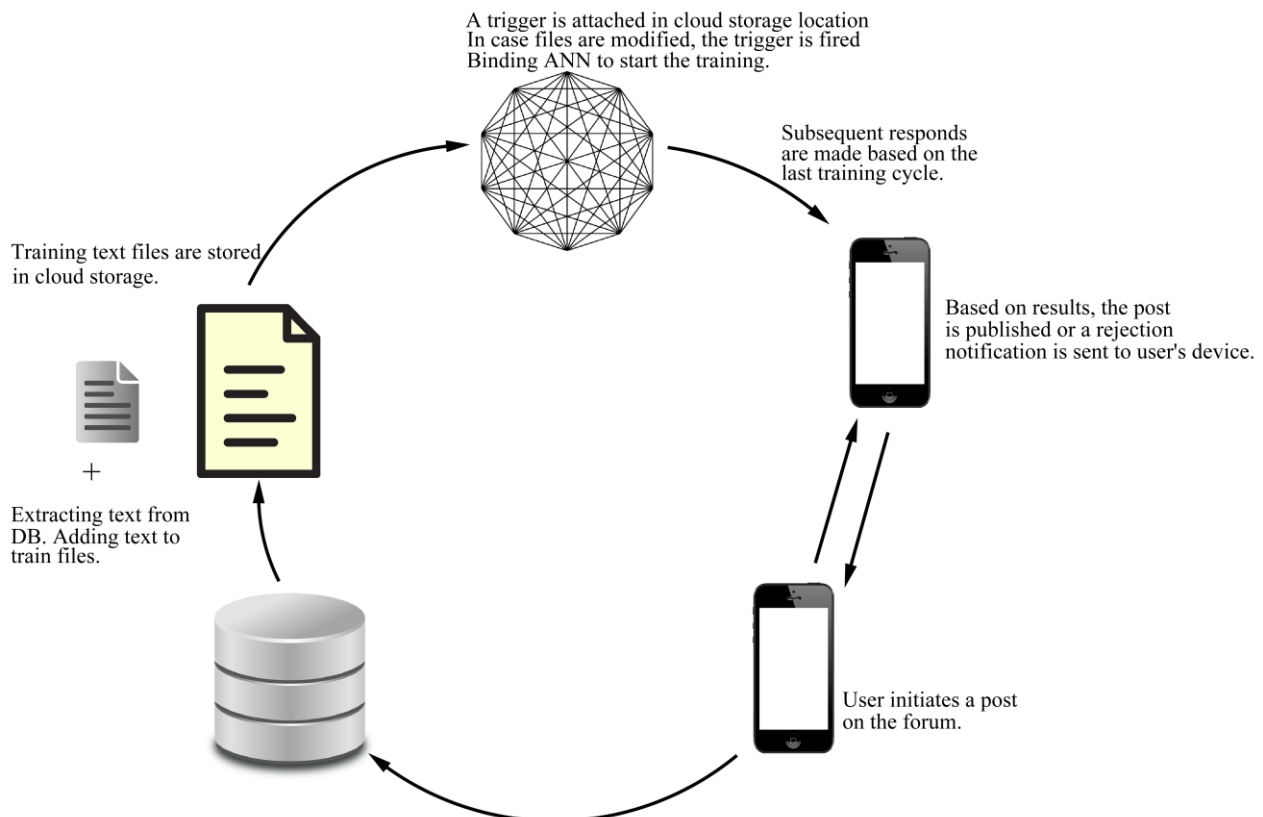 A trigger is attached in cloud storage location
In case files are modified, the trigger is fired
Binding ANN to start the training.
Subsequent responds
are made based on the
last training cycle.
Training text files are stored
in cloud storage.
Based on results, the post
is published or a rejection
notification is sent to user's device.
+
Extracting text from
DB. Adding text to
train files.
User initiates a post
on the forum.